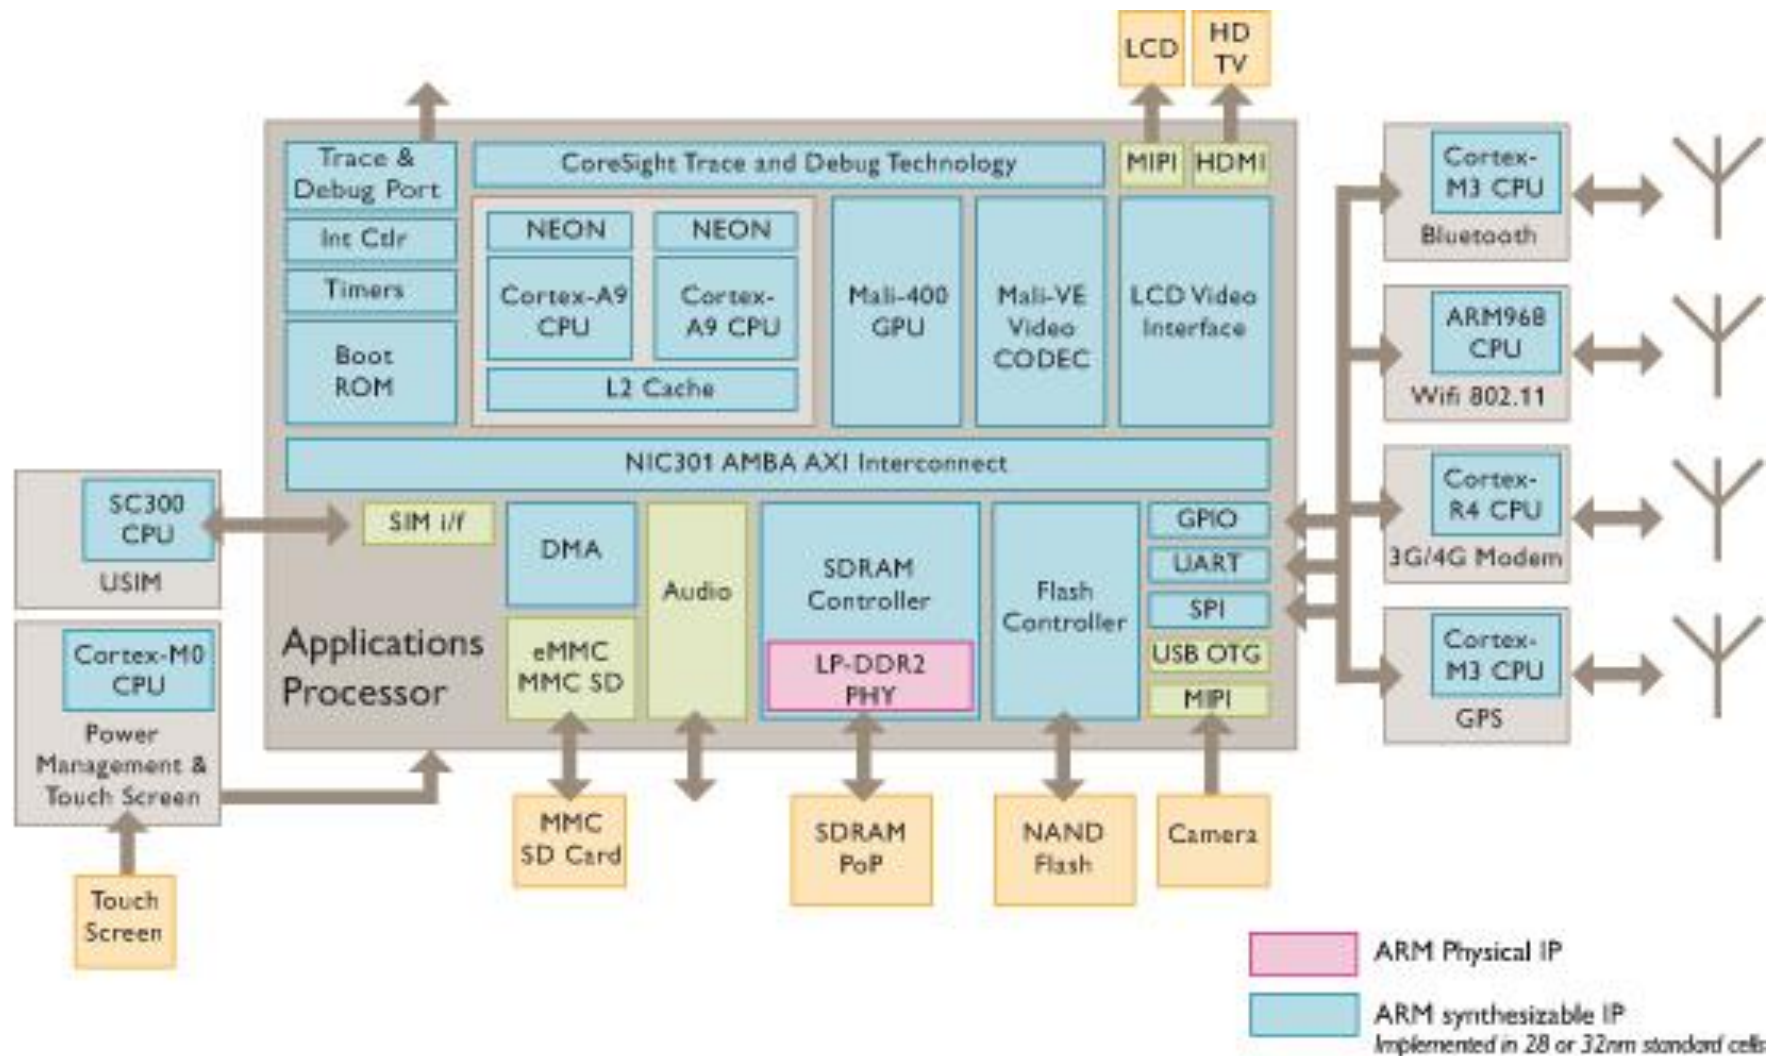 LCD
HD
TV
Trace &
Debug Port
CoreSight Trace and Debug Technology
MIPI
HDMI
Int Ctlr
Timers
Boot
ROM
NEON
NEON
Cortex-A9
CPU
Cortex-
A9 CPU
L2 Cache
Mali-400
GPU
Mali-VE
Video
CODEC
LCD Video
Interface
NIC301 AMBA AXI Interconnect
SC300
CPU
USIM
SIM i/f
DMA
Audio
SDRAM
Controller
LP-DDR2
PHY
Flash
Controller
GPIO
UART
SPI
USB OTG
MIPI
eMMC
MMC SD
Applications
Processor
Cortex-M0
CPU
Power
Management &
Touch Screen
Touch
Screen
MMC
SD Card
SDRAM
PoP
NAND
Flash
Camera
Cortex-
M3 CPU
Bluetooth
ARM968
CPU
Wifi 802.11
Cortex-
R4 CPU
3G/4G Modem
Cortex-
M3 CPU
GPS
ARM Physical IP
ARM synthesizable IP
Implemented in 28 or 32nm standard cells